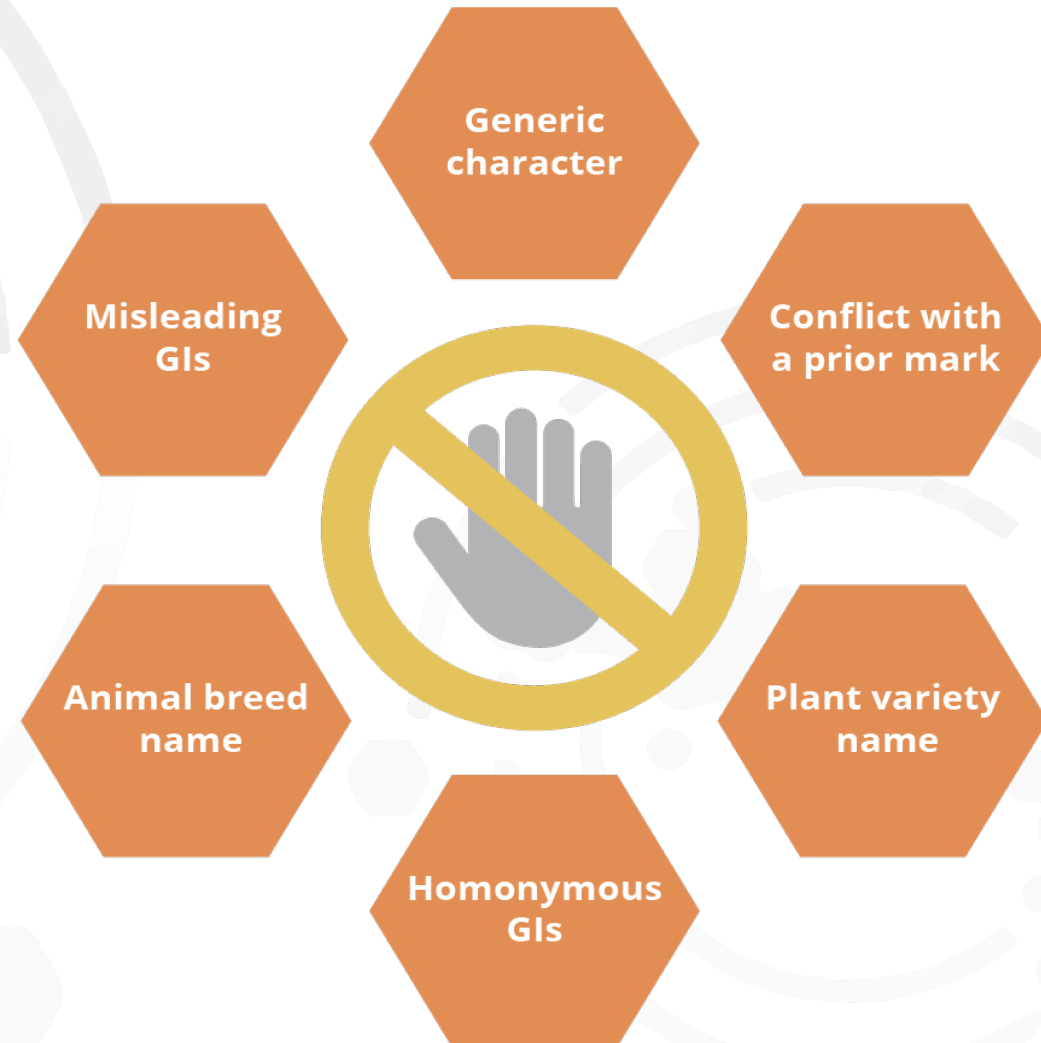 Generic
character
Misleading
GIs
Conflict with
a prior mark
Animal breed
name
Plant variety
name
Homonymous
GIs